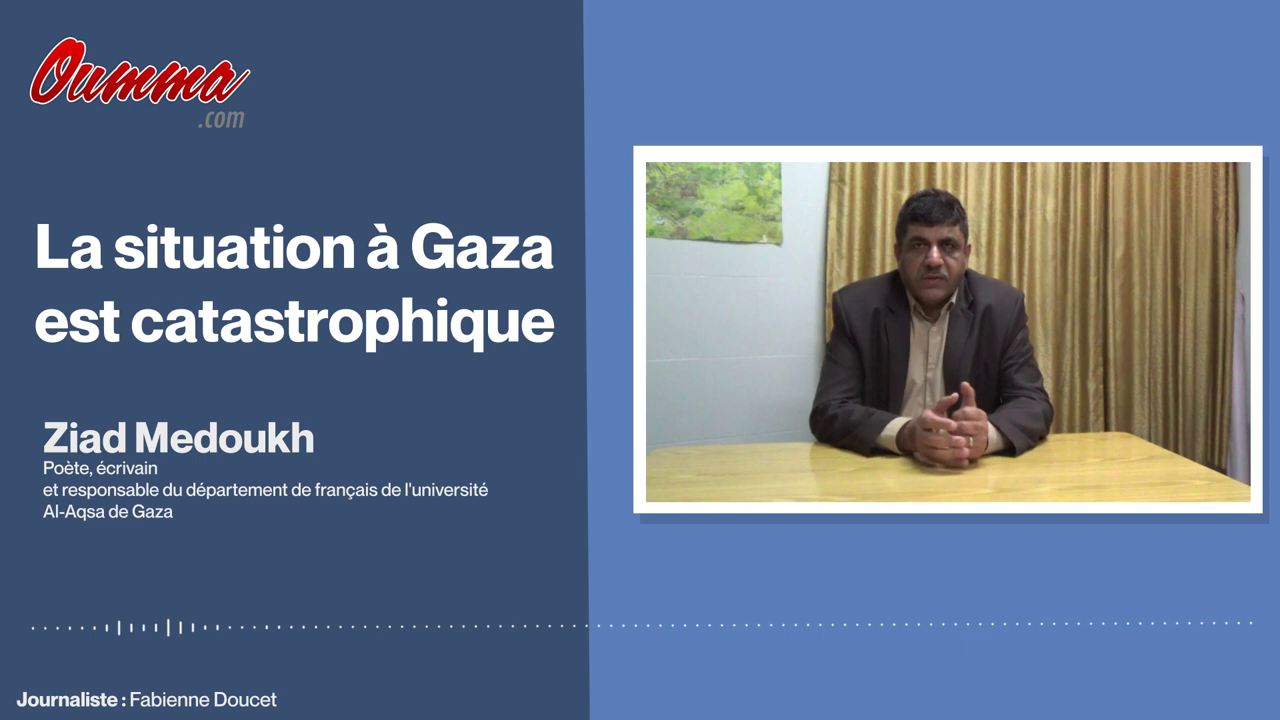 Oumma
.com
La situation à Gaza
est catastrophique
Ziad Medoukh
Poète, écrivain
et responsable du département de français de l'université
Al-Aqsa de Gaza
Journaliste : Fabienne Doucet